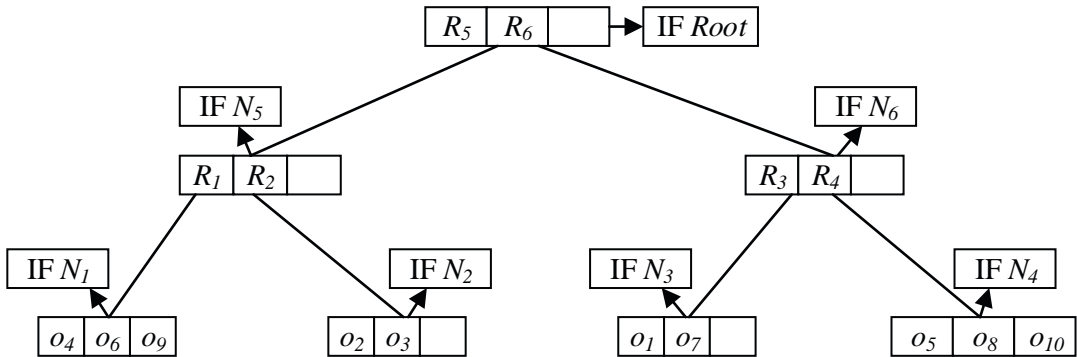 R5 R6 IF Root
IF N5 IF N6
R1 R2 R3 R4
IF N1 IF N2 IF N3 IF N4
o4 o6 o9 o2 o3 o1 o7 o5 o8 o10